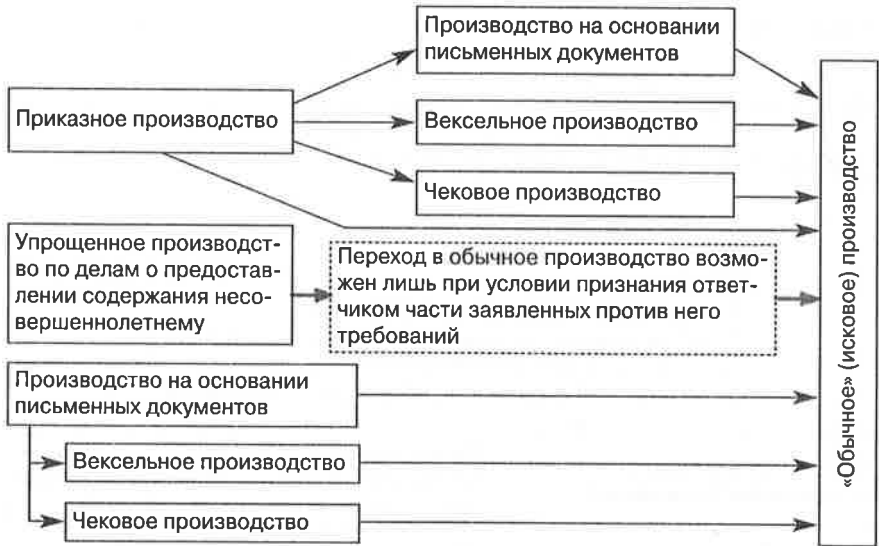 Производство на основании
письменных документов
Приказное производство
Вексельное производство
Чековое производство
Упрощенное производст-
во по делам о предостав-
лении содержания несо-
вершеннолетнему
Переход в обычное производство возмо-
жен лишь при условии признания ответ-
чиком части заявленных против него
требований
Производство на основании
письменных документов
Вексельное производство
Чековое производство
«Обычное» (исковое) производство